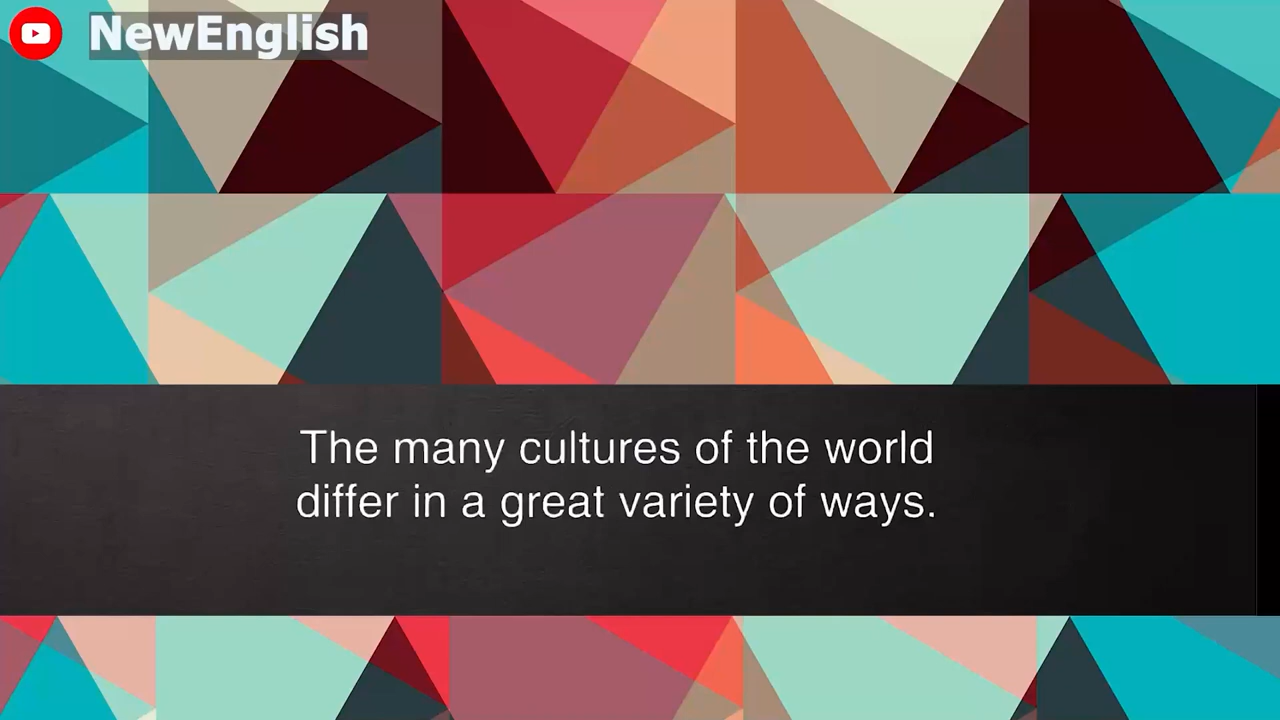 NewEnglish
The many cultures of the world
differ in a great variety of ways.